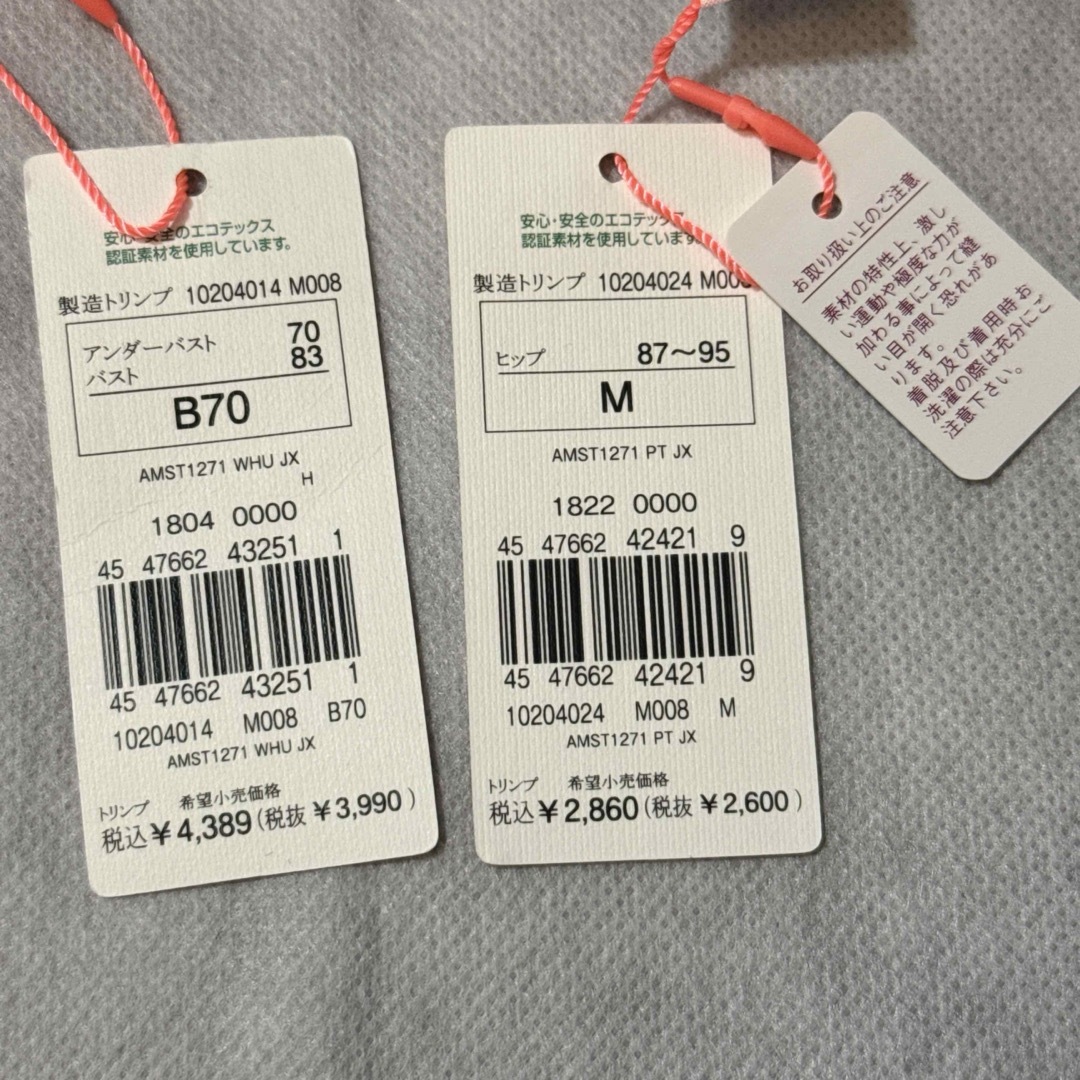 安心・安全のエコテックス
認証素材を使用しています。
製造トリンプ 10204014 M008
アンダーバスト 70
バスト 83
B70
AMST1271 WHU JX
H
1804 0000
45 47662 43251 1
45 47662 43251 1
10204014 M008 B70
AMST1271 WHU JX
トリンプ 希望小売価格
税込￥4,389(税抜￥3,990)
安心・安全のエコテックス
認証素材を使用しています。
製造トリンプ 10204024 M008
ヒップ 87～95
M
AMST1271 PT JX
1822 0000
45 47662 42421 9
45 47662 42421 9
10204024 M008 M
AMST1271 PT JX
トリンプ 希望小売価格
税込￥2,860(税抜￥2,600)
お取り扱い上のご注意
素材の特性上、激し
い運動や極度な力が
加わる事によって縫
い目が開く恐れがあ
ります。
着脱及び着用時お
洗濯の際は充分にご
注意下さい。